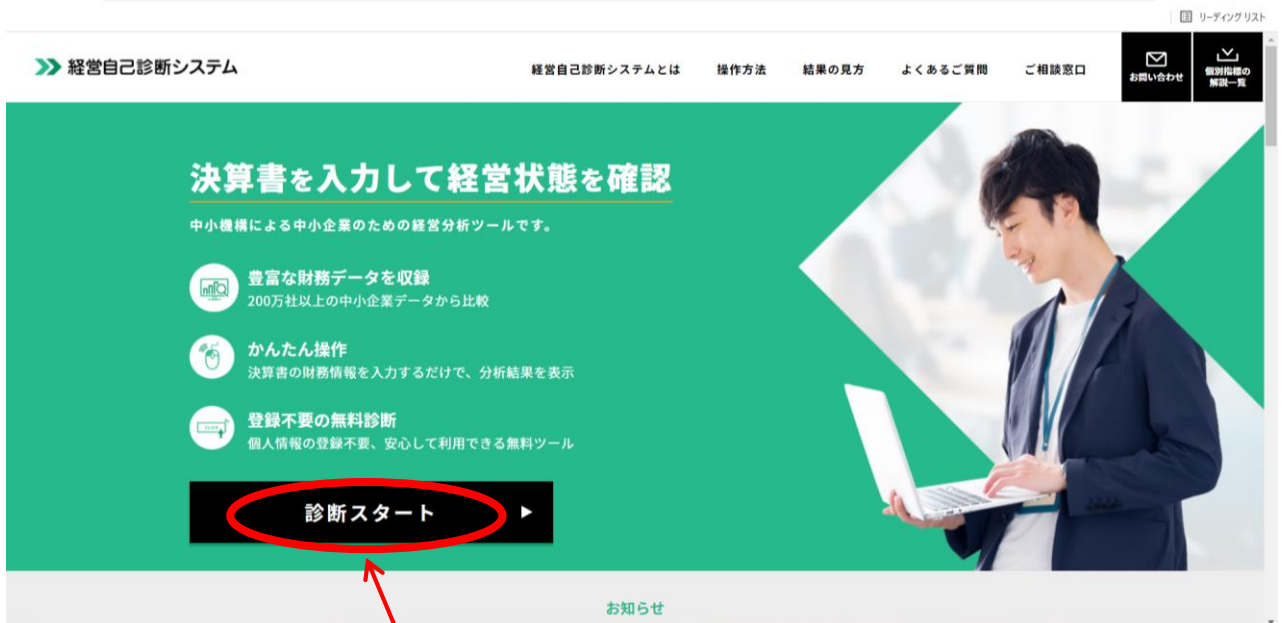 リーディングリスト
経営自己診断システム
経営自己診断システムとは 操作方法 結果の見方 よくあるご質問 ご相談窓口
お問い合わせ
個別指標の
解説一覧
決算書を入力して経営状態を確認
中小機構による中小企業のための経営分析ツールです。
豊富な財務データを収録
200万社以上の中小企業データから比較
かんたん操作
決算書の財務情報を入力するだけで、分析結果を表示
登録不要の無料診断
個人情報の登録不要、安心して利用できる無料ツール
診断スタート
お知らせ